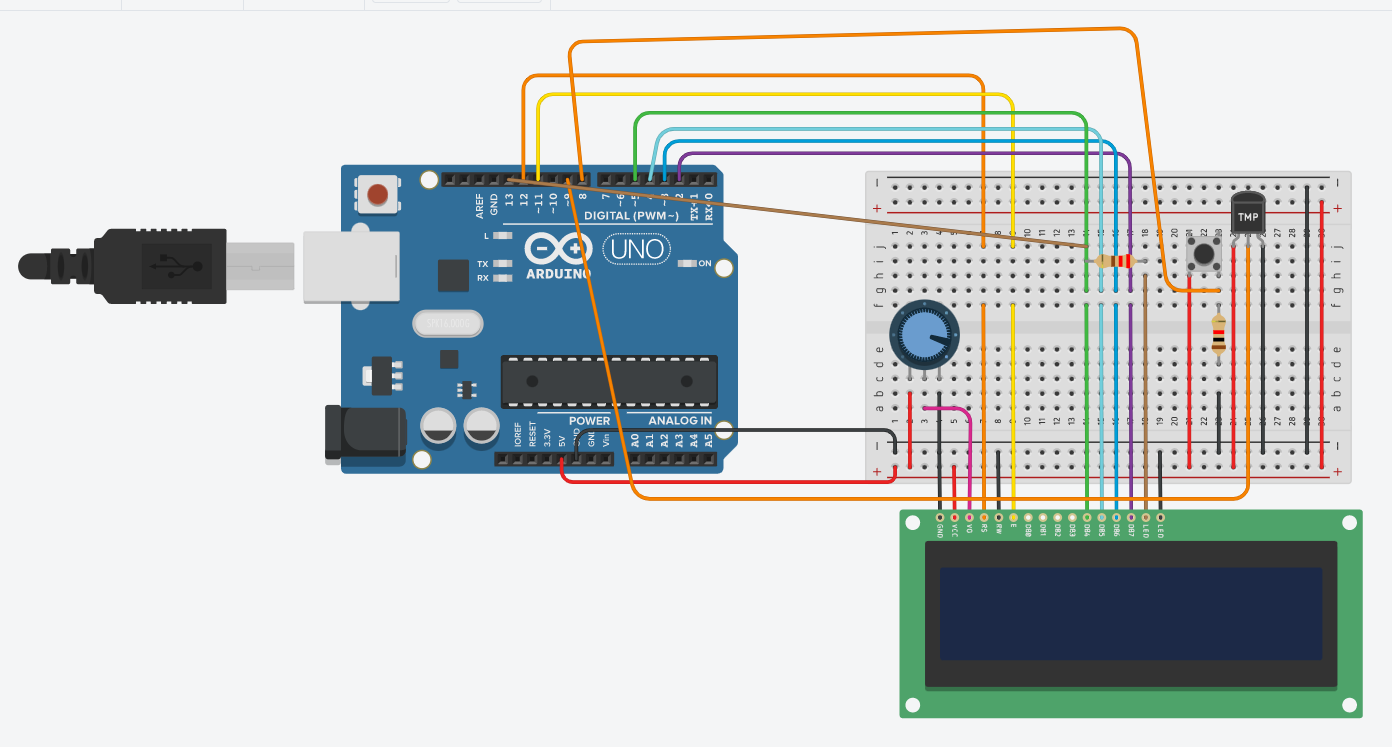 AREF
GND
13
12
~11
~10
~9
8
7
~6
~5
4
~3
2
TX→1
RX←0
DIGITAL (PWM~)
L
TX
RX
ARDUINO
UNO
ON
IOREF
RESET
3.3V
5V
GND
GND
Vin
POWER
ANALOG IN
A0
A1
A2
A3
A4
A5
TMP
j
i
h
g
f
e
d
c
b
a
GND
VCC
VO
RS
RW
E
DB0
DB1
DB2
DB3
DB4
DB5
DB6
DB7
LED
LED